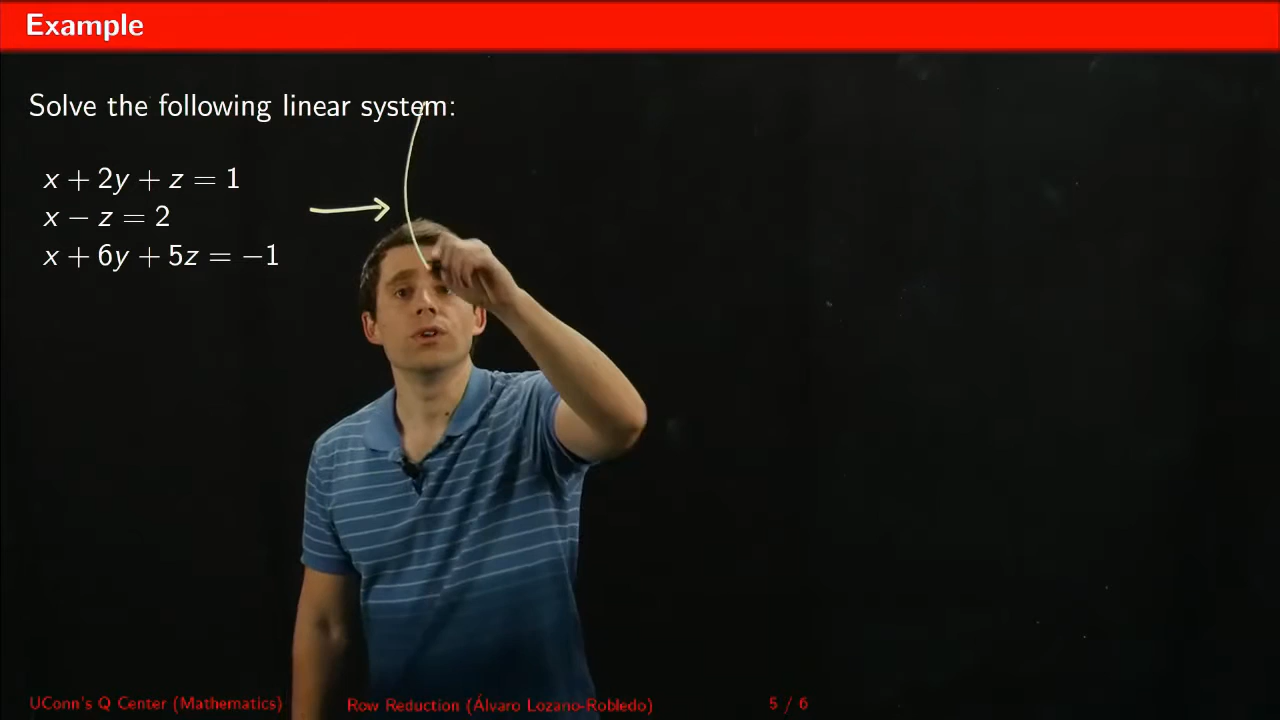 Example
Solve the following linear system:
x + 2y + z = 1
x − z = 2
x + 6y + 5z = −1
UConn's Q Center (Mathematics) Row Reduction (Álvaro Lozano-Robledo) 5 / 6